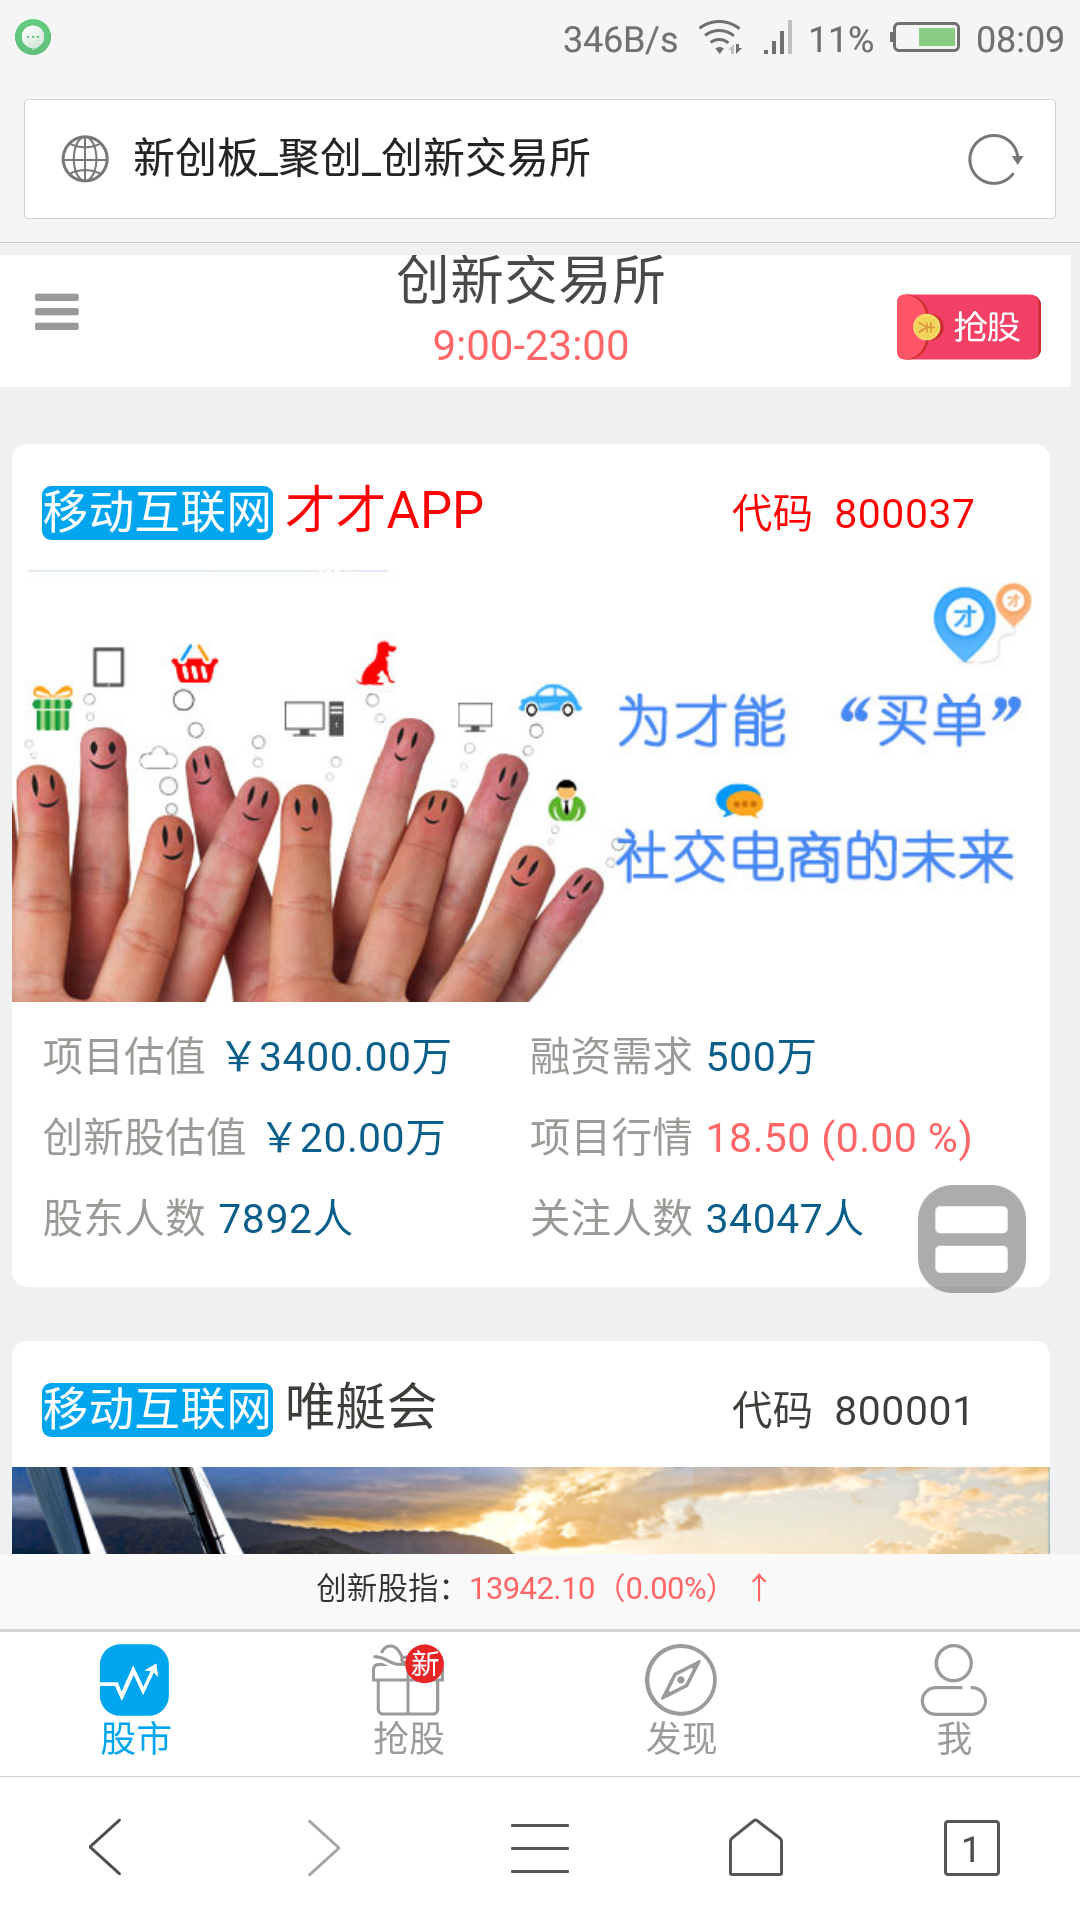 346B/s 11% 08:09
新创板_聚创_创新交易所
创新交易所
9:00-23:00
抢股
移动互联网 才才APP 代码 800037
才 才
为才能 “买单”
社交电商的未来
项目估值 ￥3400.00万 融资需求 500万
创新股估值 ￥20.00万 项目行情 18.50 (0.00 %)
股东人数 7892人 关注人数 34047人
移动互联网 唯艇会 代码 800001
创新股指：13942.10（0.00%） ↑
新
股市 抢股 发现 我
1